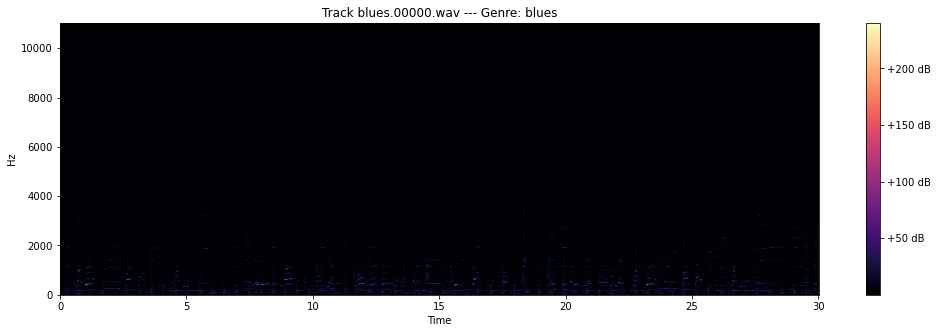 Track blues.00000.wav --- Genre: blues
10000
8000
6000
4000
2000
0
Hz
0 5 10 15 20 25 30
Time
+200 dB
+150 dB
+100 dB
+50 dB